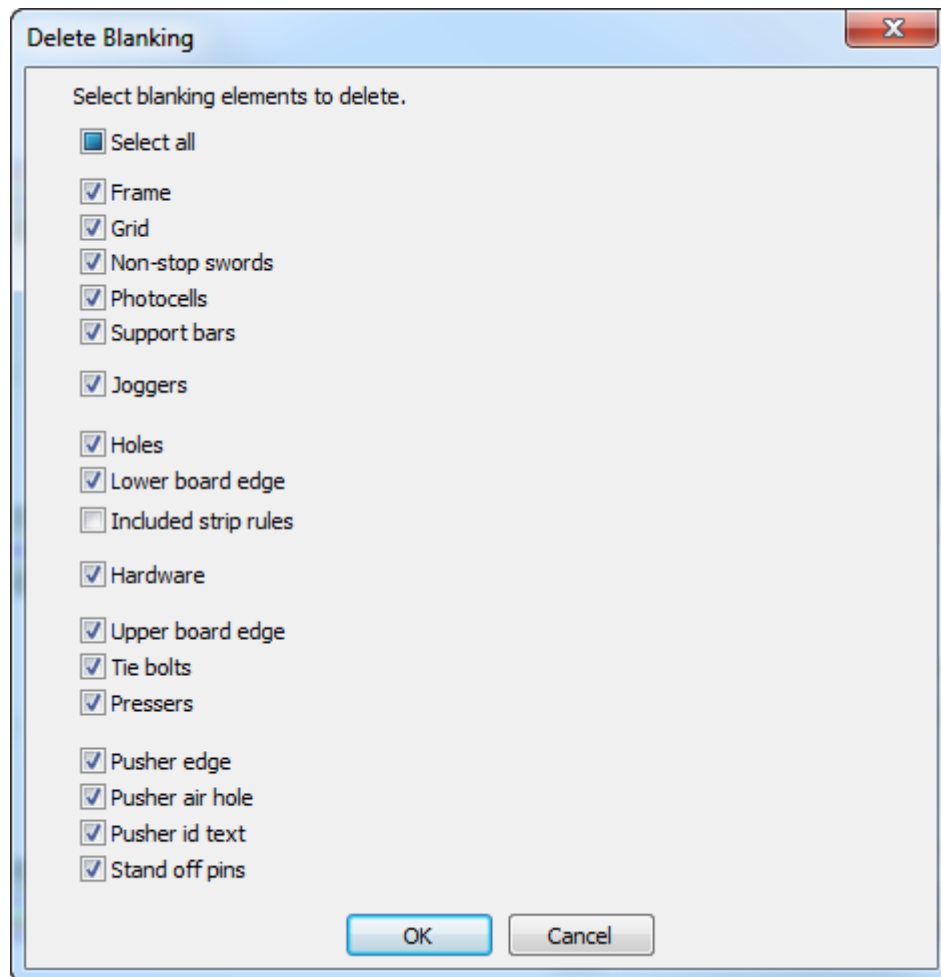 Delete Blanking
Select blanking elements to delete.
Select all
Frame
Grid
Non-stop swords
Photocells
Support bars
Joggers
Holes
Lower board edge
Included strip rules
Hardware
Upper board edge
Tie bolts
Pressers
Pusher edge
Pusher air hole
Pusher id text
Stand off pins
OK Cancel